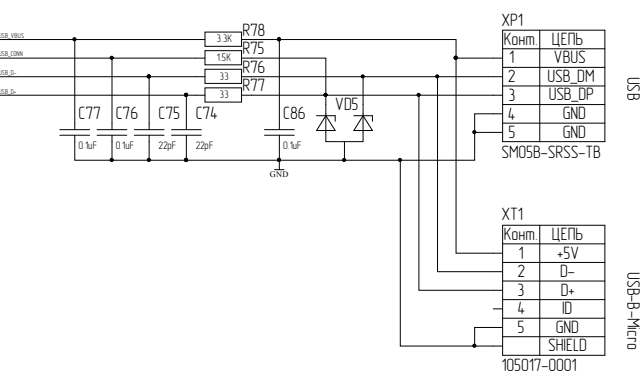 USB_VBUS
USB_CONN
USB_D-
USB_D+
R78
3.3K
R75
1.5K
R76
33
R77
33
C77
0.1uF
C76
0.1uF
C75
22pF
C74
22pF
C86
0.1uF
VD5
GND
XP1
Конт. ЦЕПЬ
1 VBUS
2 USB_DM
3 USB_DP
4 GND
5 GND
SM05B-SRSS-TB
USB
XT1
Конт. ЦЕПЬ
1 +5V
2 D-
3 D+
4 ID
5 GND
SHIELD
105017-0001
USB-B-Micro